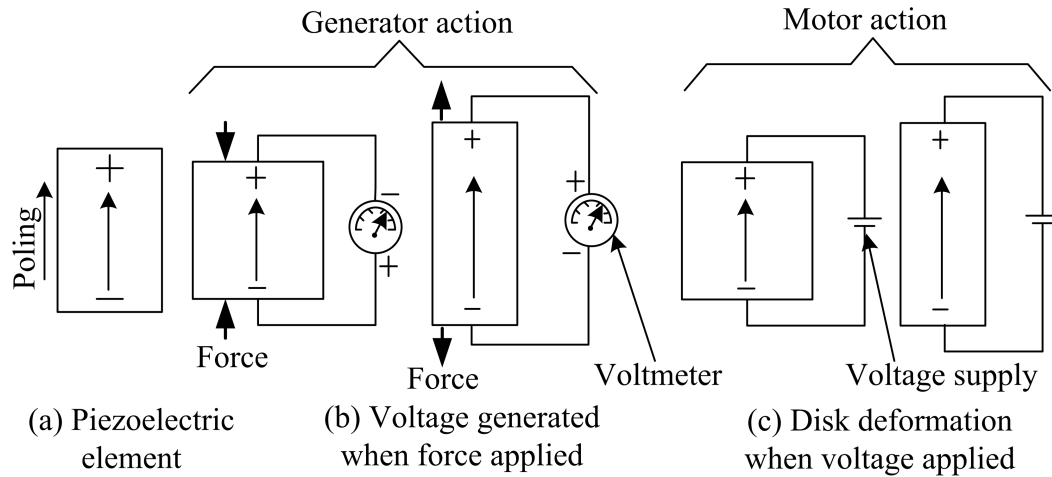 Generator action
Motor action
+
−
Poling
+
−
−
+
Force
+
−
+
−
Force
Voltmeter
+
−
+
−
Voltage supply
(a) Piezoelectric
element
(b) Voltage generated
when force applied
(c) Disk deformation
when voltage applied